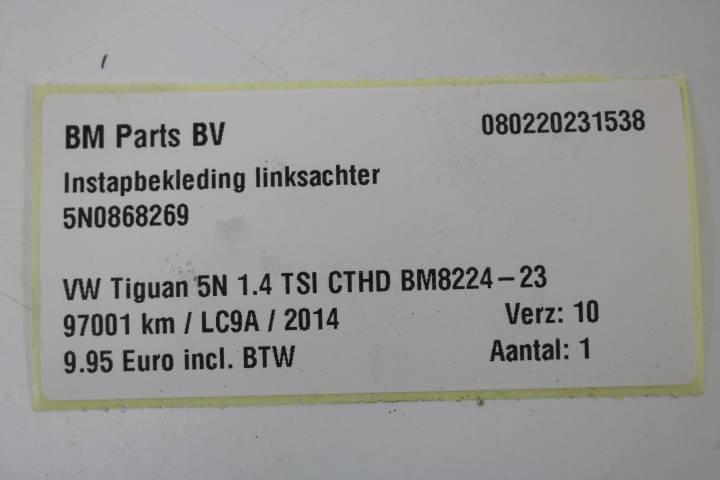 BM Parts BV 080220231538
Instapbekleding linksachter
5N0868269
VW Tiguan 5N 1.4 TSI CTHD BM8224-23
97001 km / LC9A / 2014 Verz: 10
9.95 Euro incl. BTW Aantal: 1